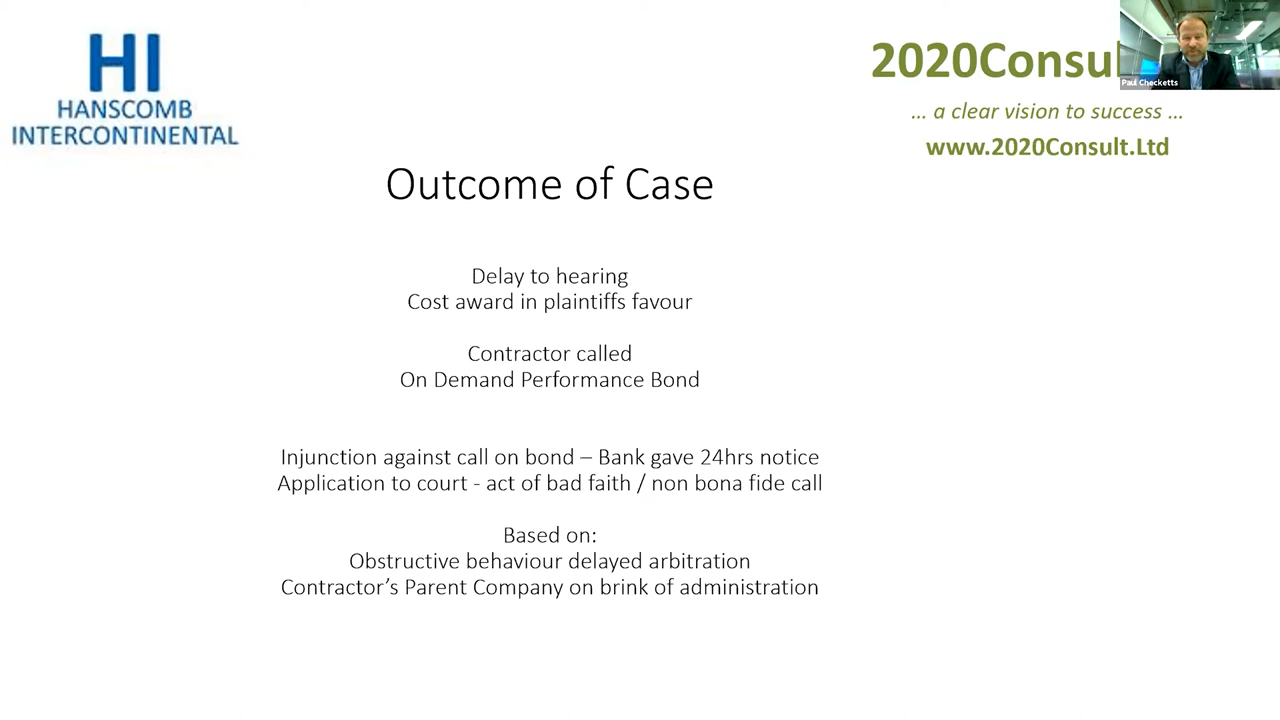 HI
HANSCOMB
INTERCONTINENTAL
2020Consul
Paul Checketts
... a clear vision to success ...
www.2020Consult.Ltd
Outcome of Case
Delay to hearing
Cost award in plaintiffs favour
Contractor called
On Demand Performance Bond
Injunction against call on bond – Bank gave 24hrs notice
Application to court - act of bad faith / non bona fide call
Based on:
Obstructive behaviour delayed arbitration
Contractor’s Parent Company on brink of administration